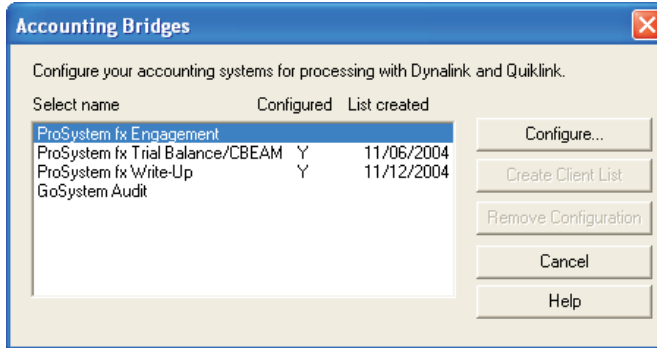 Accounting Bridges
Configure your accounting systems for processing with Dynalink and Quiklink.
Select name Configured List created
ProSystem fx Engagement
ProSystem fx Trial Balance/CBEAM Y 11/06/2004
ProSystem fx Write-Up Y 11/12/2004
GoSystem Audit
Configure...
Create Client List
Remove Configuration
Cancel
Help